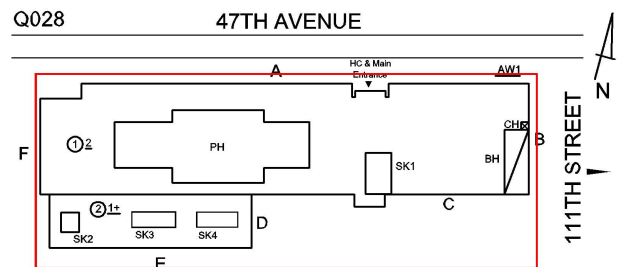 Q028
47TH AVENUE
HC & Main
Entrance
A
AW1
N
CH
B
111TH STREET
F
1 2
PH
SK1
BH
C
2 1+
D
SK2
SK3
SK4
E